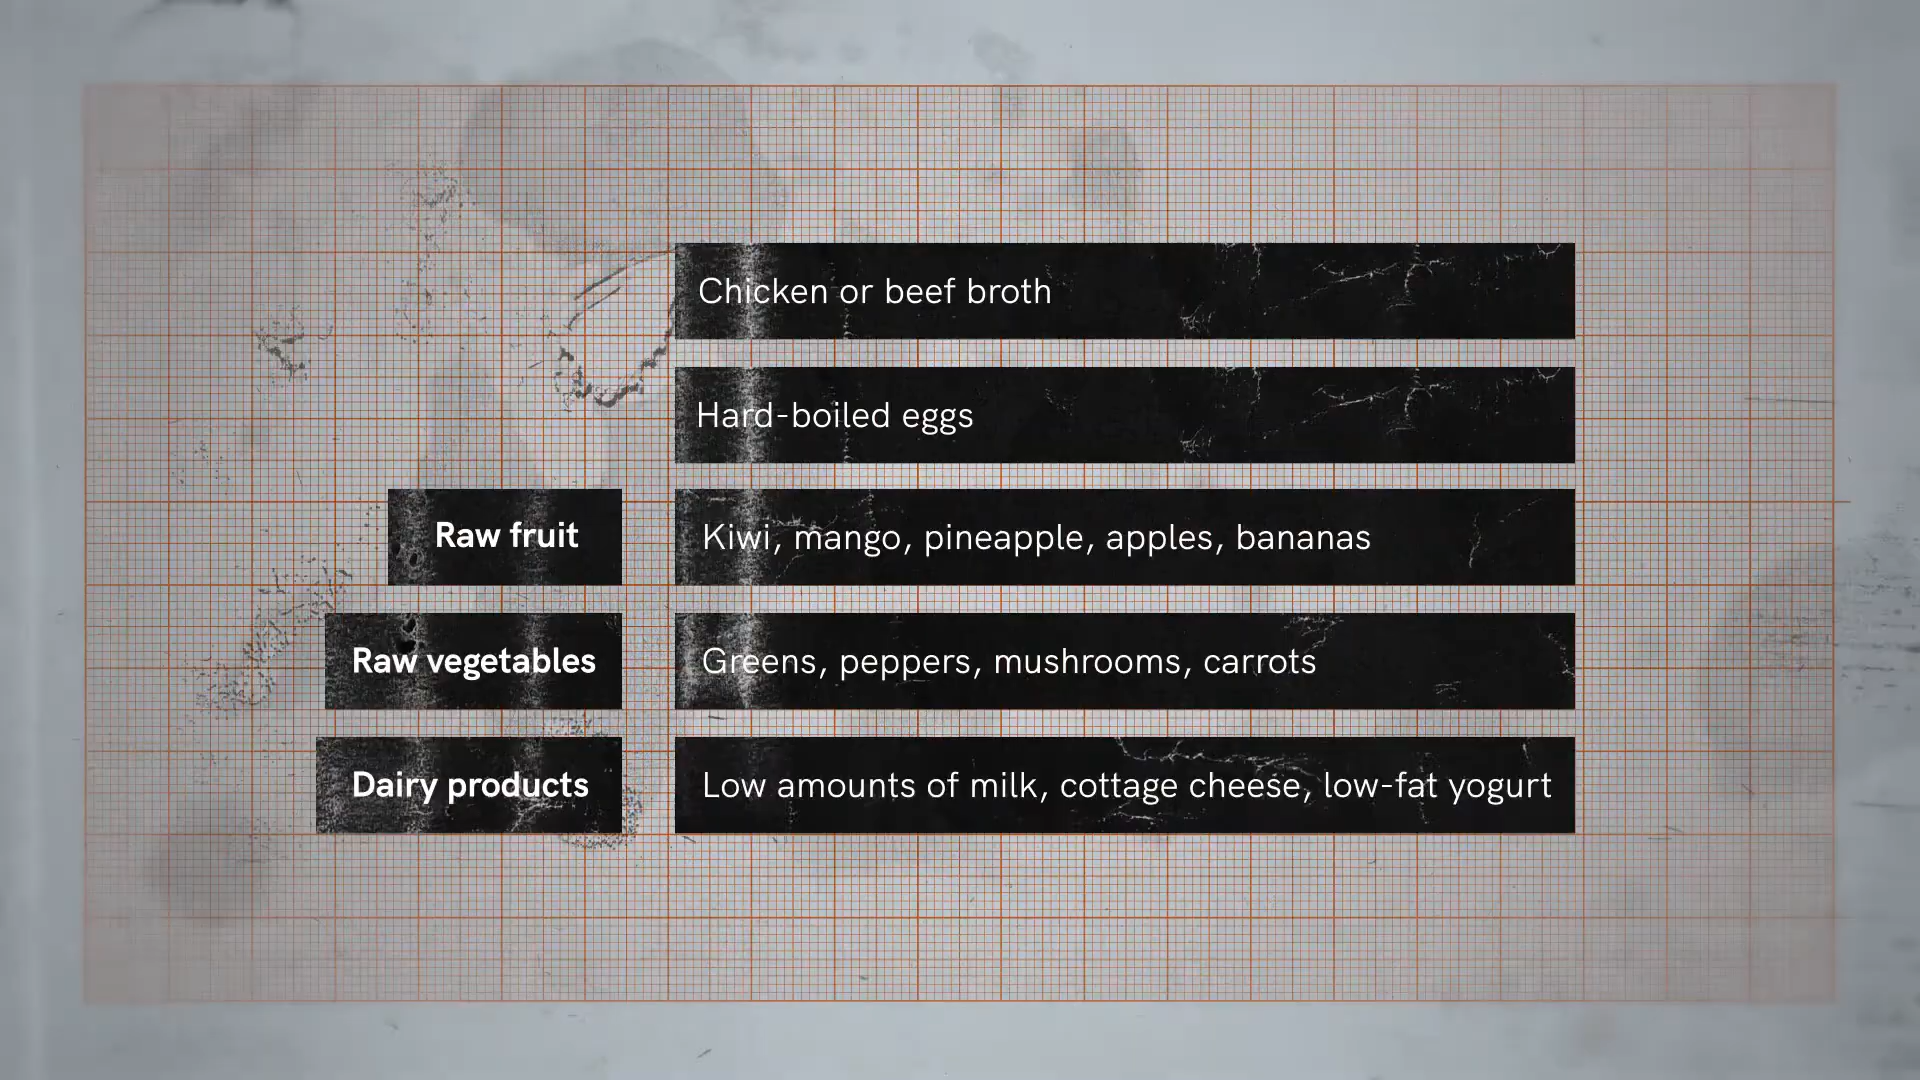 Chicken or beef broth
Hard-boiled eggs
Raw fruit
Kiwi, mango, pineapple, apples, bananas
Raw vegetables
Greens, peppers, mushrooms, carrots
Dairy products
Low amounts of milk, cottage cheese, low-fat yogurt